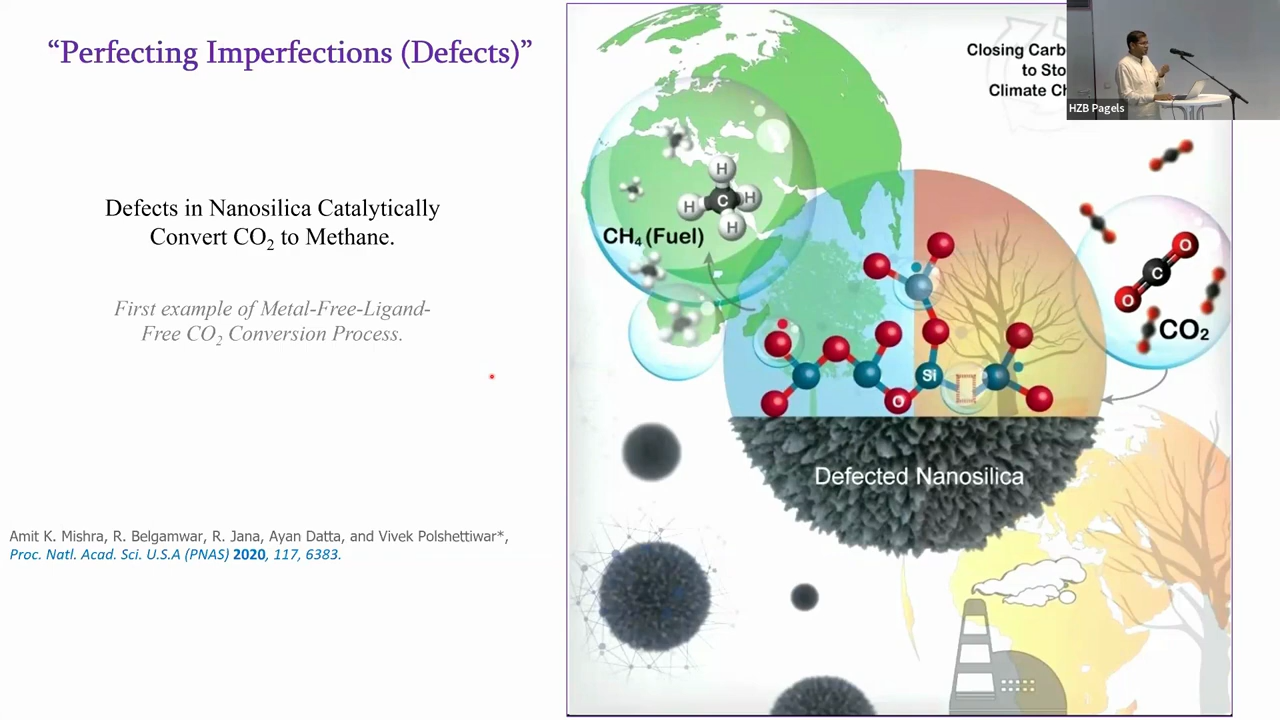 “Perfecting Imperfections (Defects)”
Defects in Nanosilica Catalytically
Convert CO2 to Methane.
First example of Metal-Free-Ligand-
Free CO2 Conversion Process.
Amit K. Mishra, R. Belgamwar, R. Jana, Ayan Datta, and Vivek Polshettiwar*,
Proc. Natl. Acad. Sci. U.S.A (PNAS) 2020, 117, 6383.
Closing Carb
to Sto
Climate Ch
HZB Pagels
H
H
C
H
H
CH4 (Fuel)
O
C
O
CO2
Si
O
Defected Nanosilica